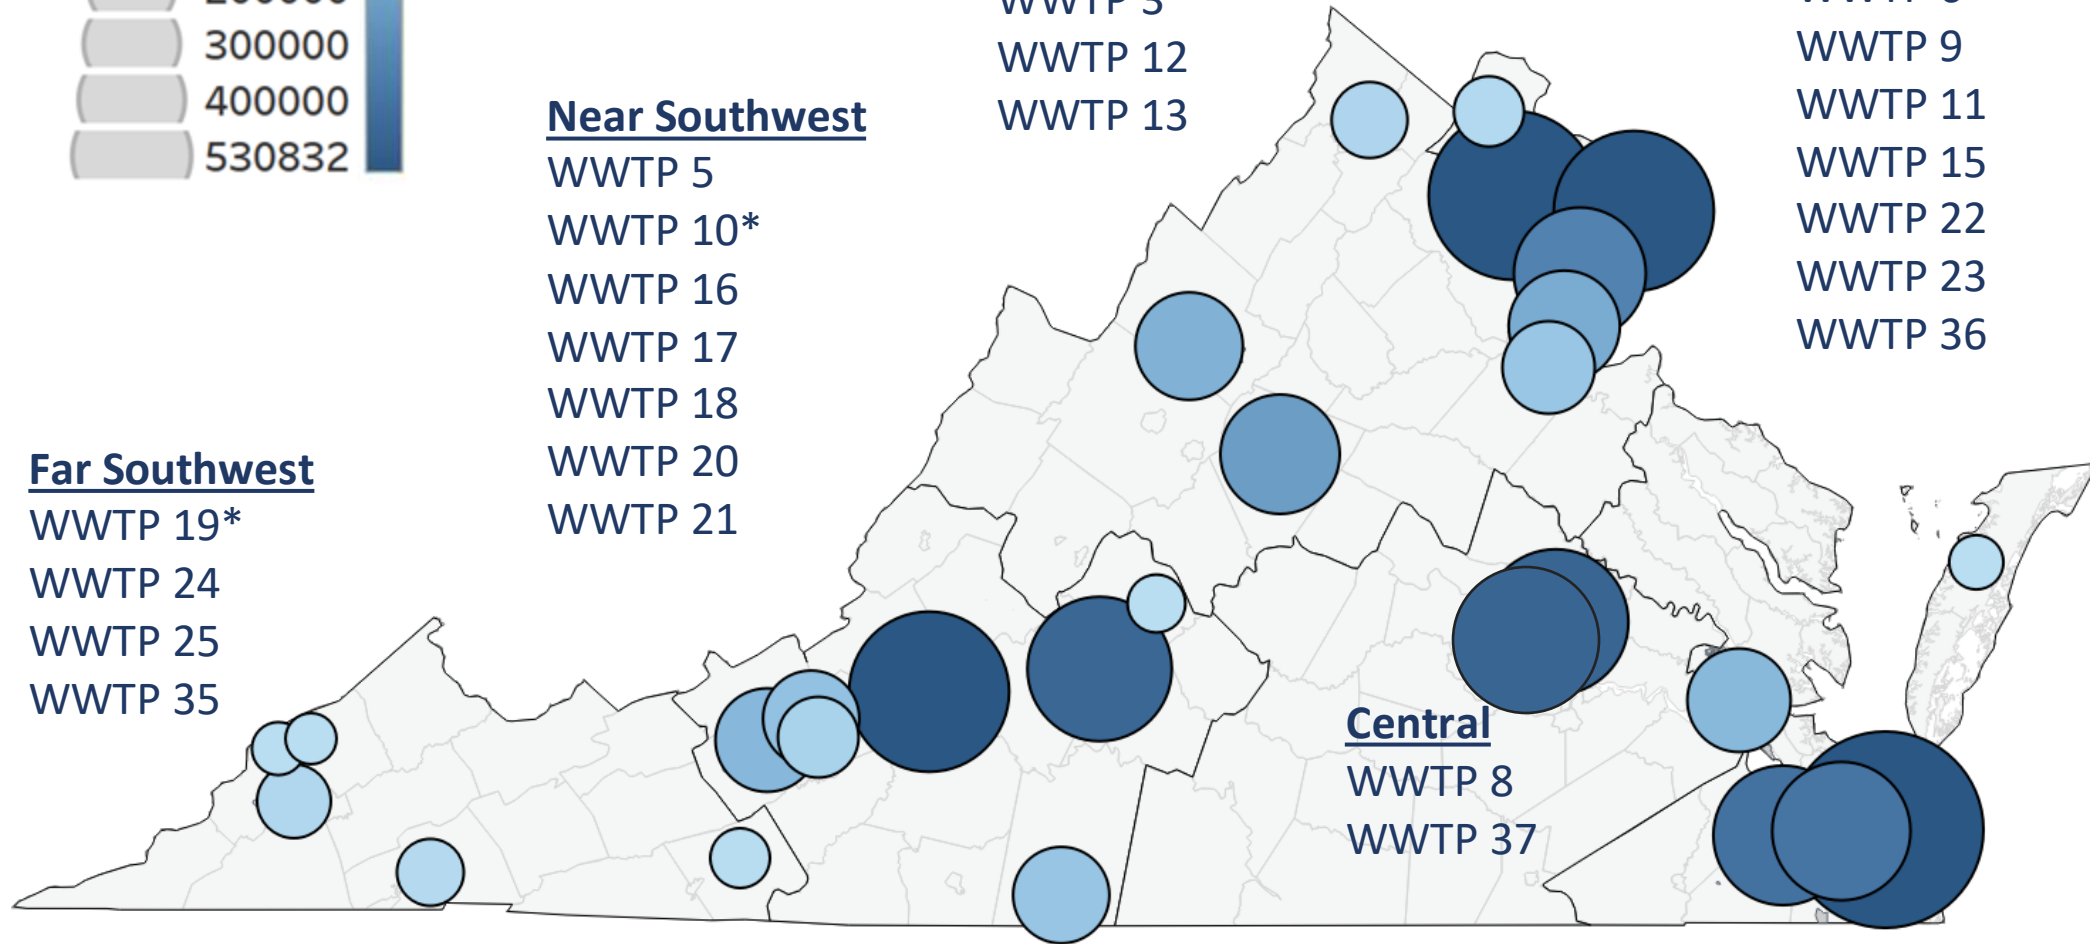 300000
400000
530832
WWTP 12
WWTP 13
Near Southwest
WWTP 5
WWTP 10*
WWTP 16
WWTP 17
WWTP 18
WWTP 20
WWTP 21
WWTP 9
WWTP 11
WWTP 15
WWTP 22
WWTP 23
WWTP 36
Far Southwest
WWTP 19*
WWTP 24
WWTP 25
WWTP 35
Central
WWTP 8
WWTP 37